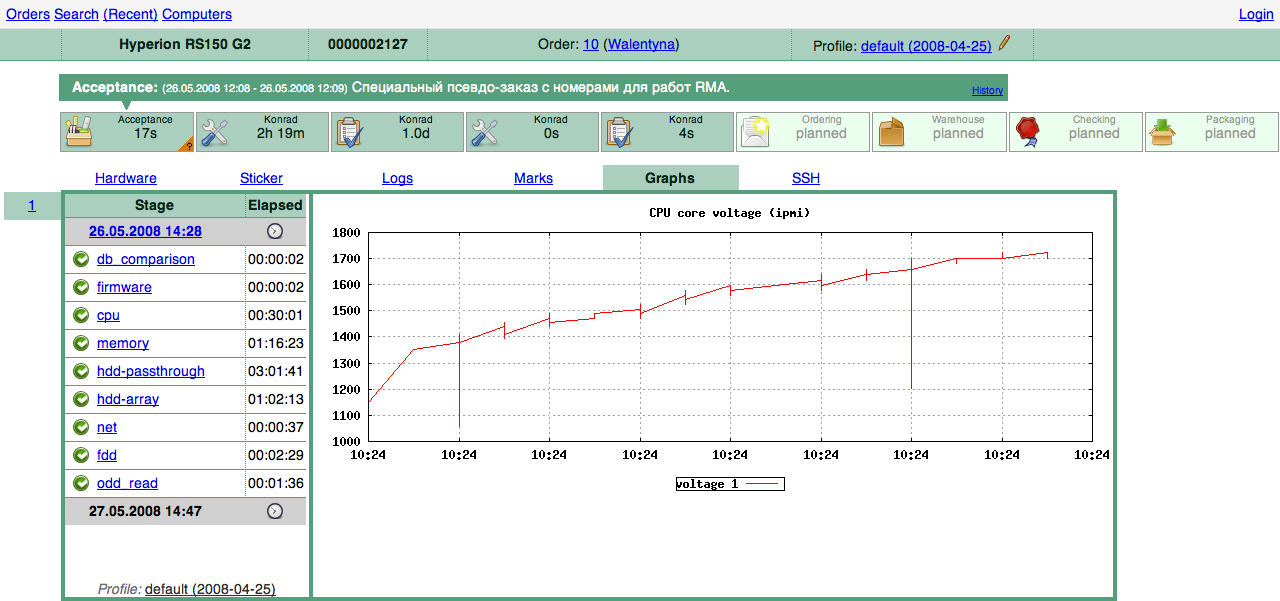 Orders Search (Recent) Computers Login
Hyperion RS150 G2 0000002127 Order: 10 (Walentyna) Profile: default (2008-04-25)
Acceptance: (26.05.2008 12:08 - 26.05.2008 12:09) Специальный псевдо-заказ с номерами для работ RMA. History
Acceptance Konrad Konrad Konrad Konrad Ordering Warehouse Checking Packaging
17s 2h 19m 1.0d 0s 4s planned planned planned planned
?
Hardware Sticker Logs Marks Graphs SSH
1 Stage Elapsed
26.05.2008 14:28
db_comparison 00:00:02
firmware 00:00:02
cpu 00:30:01
memory 01:16:23
hdd-passthrough 03:01:41
hdd-array 01:02:13
net 00:00:37
fdd 00:02:29
odd_read 00:01:36
27.05.2008 14:47
Profile: default (2008-04-25)
CPU core voltage (ipmi)
1800
1700
1600
1500
1400
1300
1200
1100
1000
10:24 10:24 10:24 10:24 10:24 10:24 10:24 10:24 10:24
voltage 1